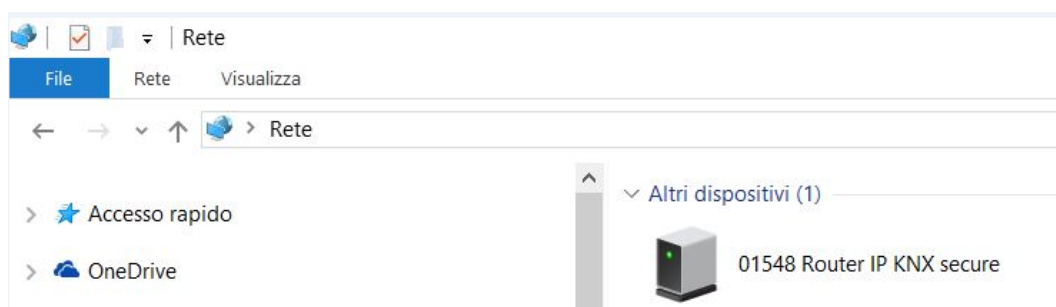 Rete
File Rete Visualizza
Rete
Altri dispositivi (1)
Accesso rapido
01548 Router IP KNX secure
OneDrive